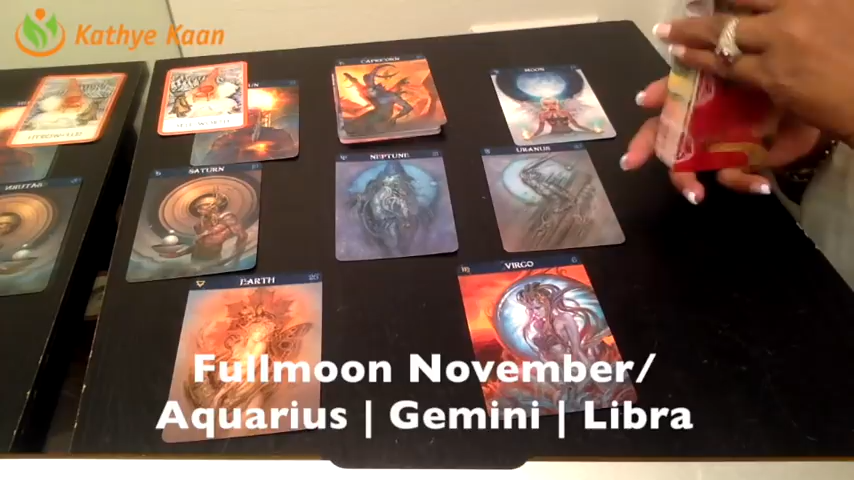 Kathye Kaan
CAPRICORN
MOON
NEPTUNE
URANUS
SATURN
EARTH
VIRGO
Fullmoon November/
Aquarius | Gemini | Libra